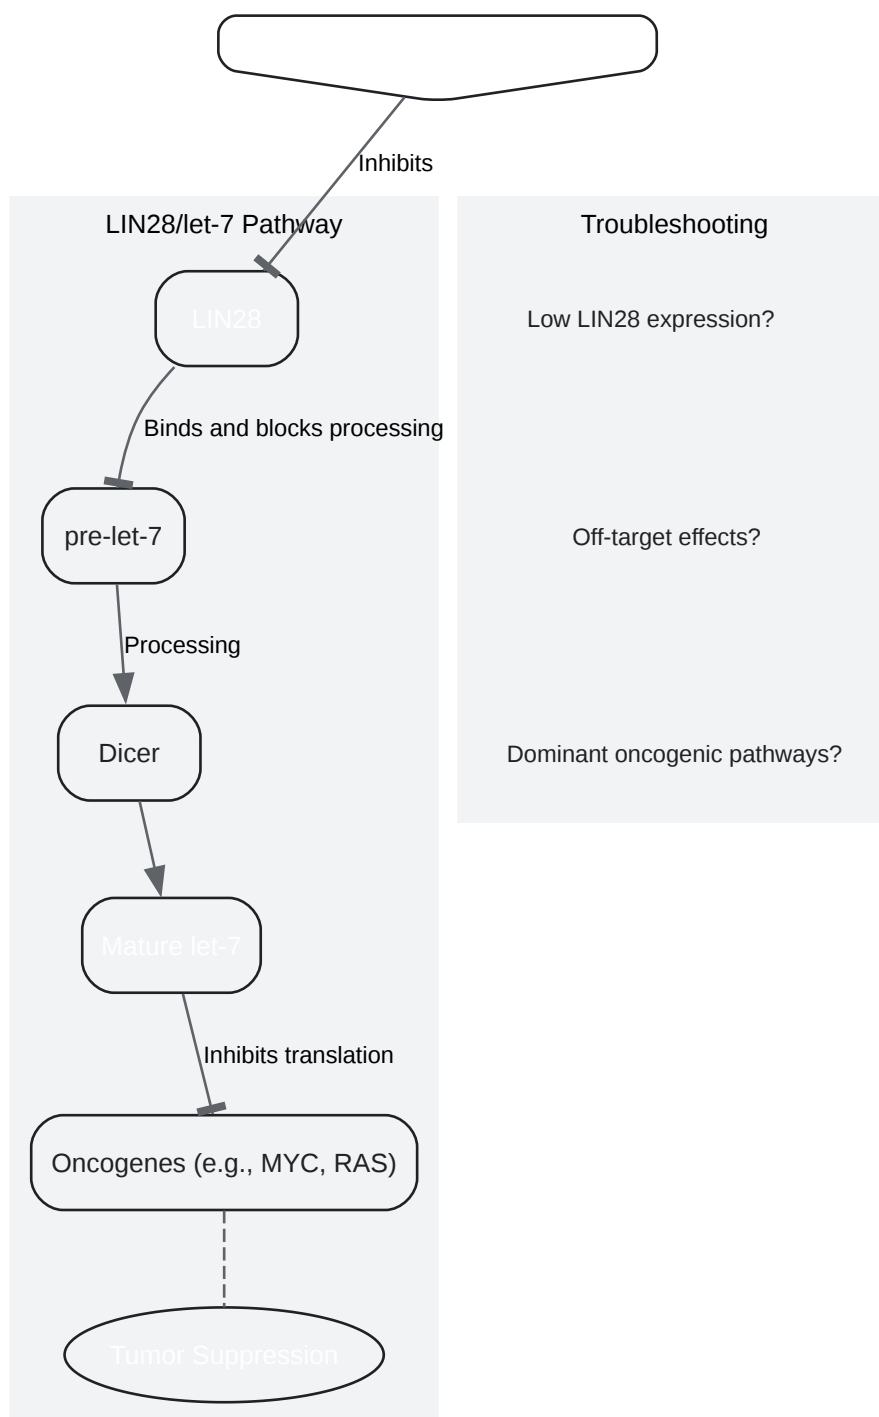 Inhibits
LIN28/let-7 Pathway
LIN28
Binds and blocks processing
pre-let-7
Processing
Dicer
Mature let-7
Inhibits translation
Oncogenes (e.g., MYC, RAS)
Tumor Suppression
Troubleshooting
Low LIN28 expression?
Off-target effects?
Dominant oncogenic pathways?